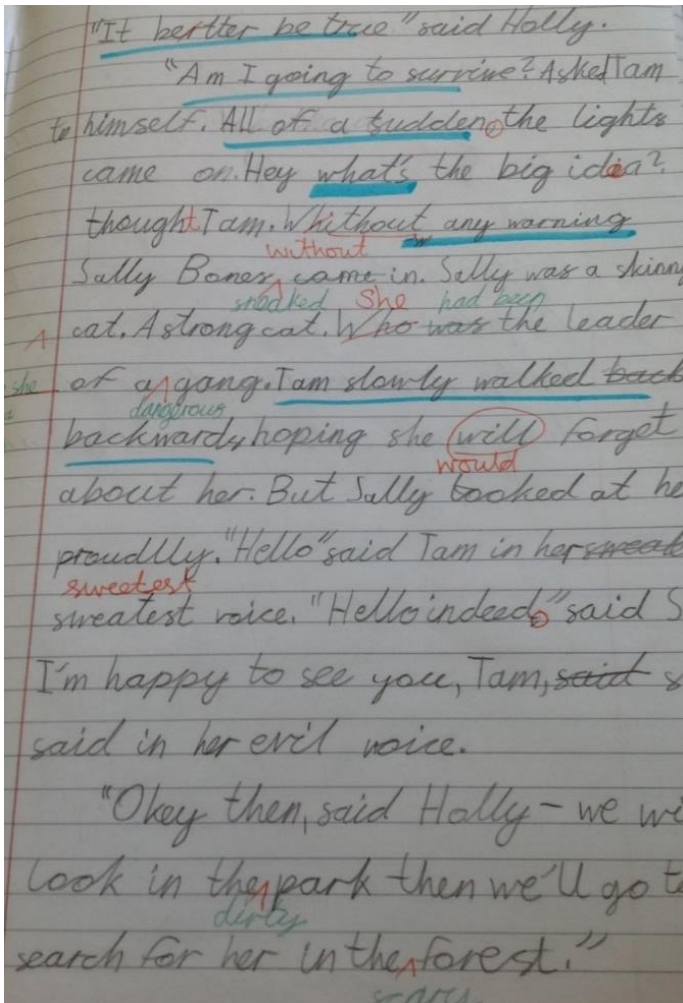 "It bertter be true" said Holly.
"Am I going to survive? Asked Tam
to himself. All of a sudden, the lights
came on. Hey what's the big idea?
thought Tam. Whithout any warning
without
Sally Bones came in. Sally was a skinny
sneaked She had been
cat. A strong cat. Who was the leader
she of a gang. Tam slowly walked back
dangerous
backwards, hoping she will forget
would
about her. But Sally looked at he
proudlly. "Hello" said Tam in her sweat
sweetest
sweatest voice. "Hello indeed," said S
I'm happy to see you, Tam, said s
said in her evil voice.
"Okey then, said Holly – we wi
look in the park then we'll go t
dirty
search for her in the forest."
scary